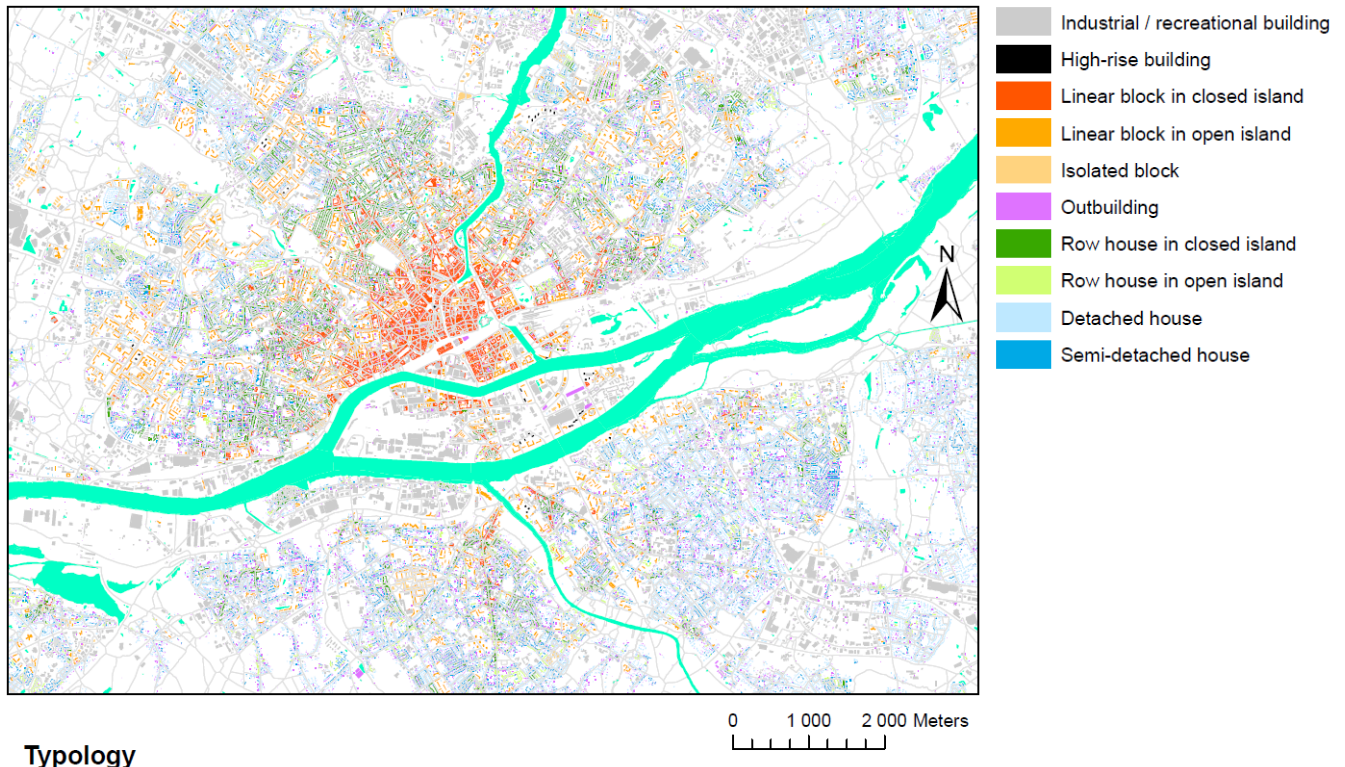 Industrial / recreational building
High-rise building
Linear block in closed island
Linear block in open island
Isolated block
Outbuilding
Row house in closed island
Row house in open island
Detached house
Semi-detached house
N
0 1 000 2 000 Meters
Typology